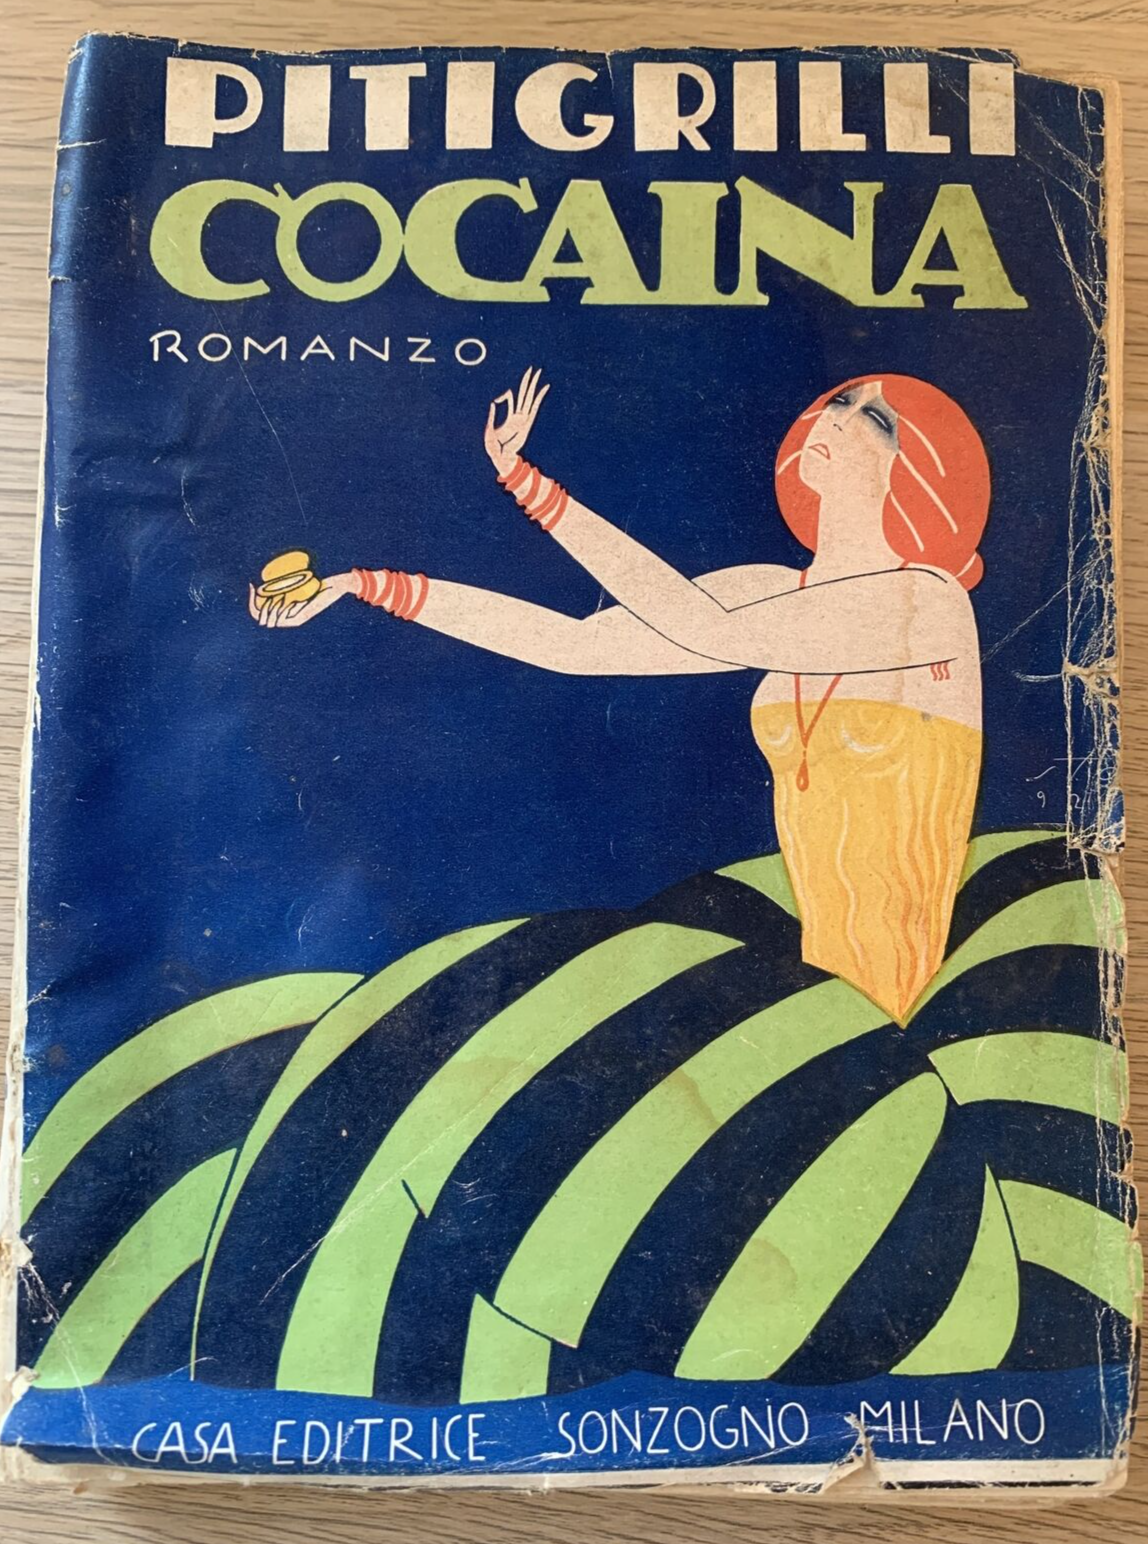 PITIGRILLI
COCAINA
ROMANZO
CASA EDITRICE SONZOGNO MILANO